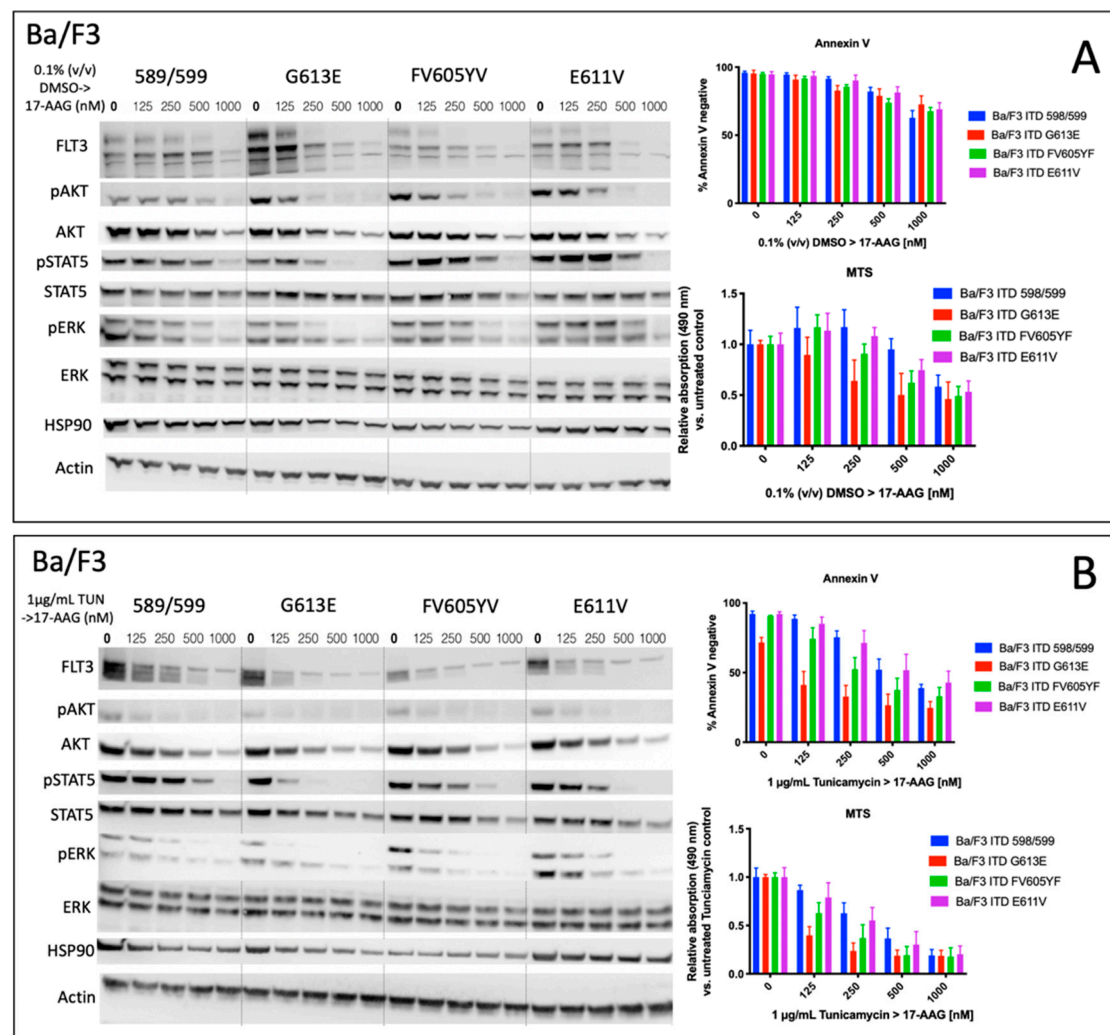 Ba/F3
A
0.1% (v/v)
DMSO->
17-AAG (nM)
589/599
G613E
FV605YV
E611V
0 125 250 500 1000 0 125 250 500 1000 0 125 250 500 1000 0 125 250 500 1000
FLT3
pAKT
AKT
pSTAT5
STAT5
pERK
ERK
HSP90
Actin
Annexin V
% Annexin V negative
100
50
0
0 125 250 500 1000
0.1% (v/v) DMSO > 17-AAG [nM]
Ba/F3 ITD 598/599
Ba/F3 ITD G613E
Ba/F3 ITD FV605YF
Ba/F3 ITD E611V
MTS
Relative absorption (490 nm)
vs. untreated control
1.5
1.0
0.5
0.0
0 125 250 500 1000
0.1% (v/v) DMSO > 17-AAG [nM]
Ba/F3 ITD 598/599
Ba/F3 ITD G613E
Ba/F3 ITD FV605YF
Ba/F3 ITD E611V
Ba/F3
B
1µg/mL TUN
->17-AAG (nM)
589/599
G613E
FV605YV
E611V
0 125 250 500 1000 0 125 250 500 1000 0 125 250 500 1000 0 125 250 500 1000
FLT3
pAKT
AKT
pSTAT5
STAT5
pERK
ERK
HSP90
Actin
Annexin V
% Annexin V negative
100
50
0
0 125 250 500 1000
1 µg/mL Tunicamycin > 17-AAG [nM]
Ba/F3 ITD 598/599
Ba/F3 ITD G613E
Ba/F3 ITD FV605YF
Ba/F3 ITD E611V
MTS
Relative absorption (490 nm)
vs. untreated Tunciamycin control
1.5
1.0
0.5
0.0
0 125 250 500 1000
1 µg/mL Tunicamycin > 17-AAG [nM]
Ba/F3 ITD 598/599
Ba/F3 ITD G613E
Ba/F3 ITD FV605YF
Ba/F3 ITD E611V